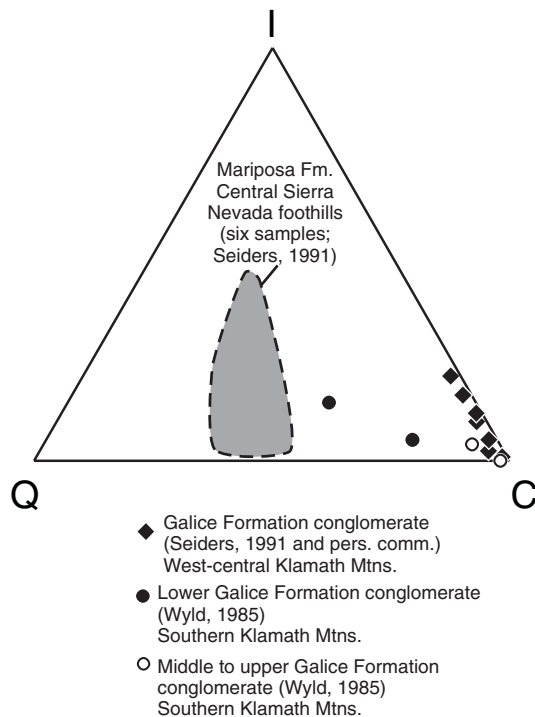 I
Mariposa Fm.
Central Sierra
Nevada foothills
(six samples;
Seiders, 1991)
Q
C
Galice Formation conglomerate
(Seiders, 1991 and pers. comm.)
West-central Klamath Mtns.
Lower Galice Formation conglomerate
(Wyld, 1985)
Southern Klamath Mtns.
Middle to upper Galice Formation
conglomerate (Wyld, 1985)
Southern Klamath Mtns.